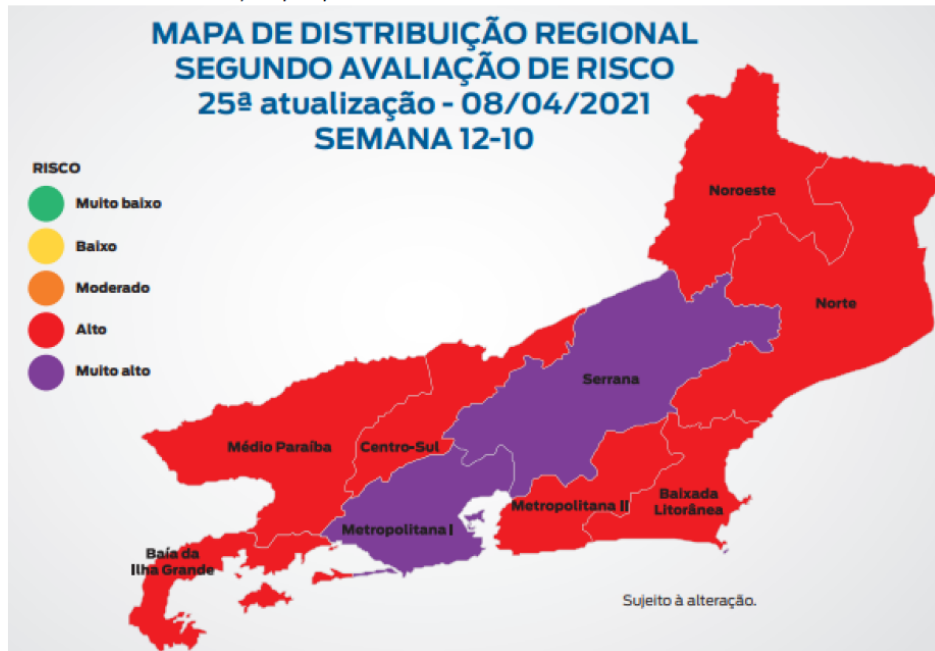 MAPA DE DISTRIBUIÇÃO REGIONAL
SEGUNDO AVALIAÇÃO DE RISCO
25ª atualização - 08/04/2021
SEMANA 12-10
RISCO
Muito baixo
Baixo
Moderado
Alto
Muito alto
Noroeste
Norte
Serrana
Médio Paraíba
Centro-Sul
Metropolitana I
Metropolitana II
Baixada
Litorânea
Baía da
Ilha Grande
Sujeito à alteração.